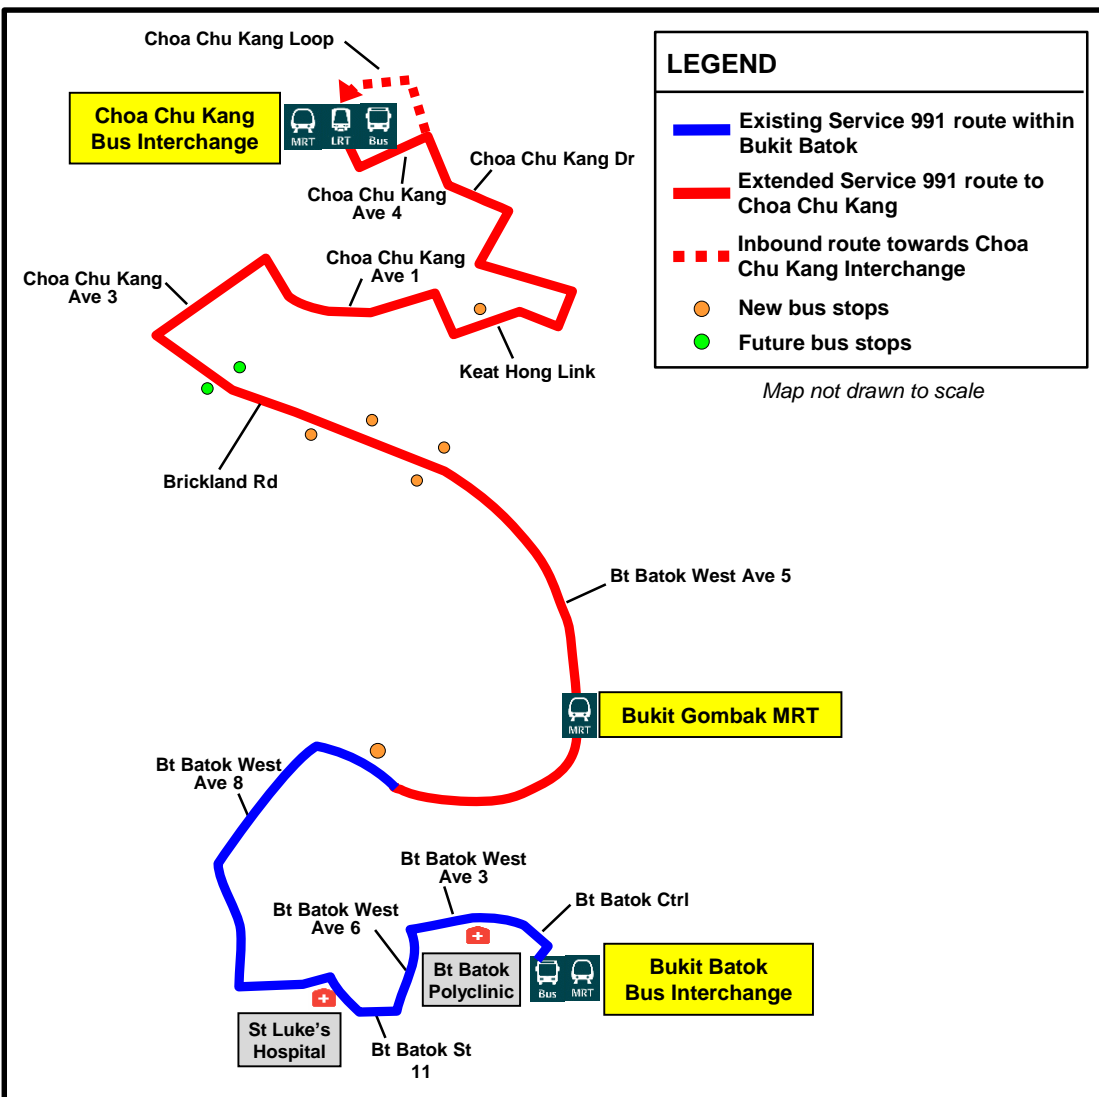 Choa Chu Kang Loop
Choa Chu Kang
Bus Interchange
MRT LRT Bus
Choa Chu Kang Dr
Choa Chu Kang
Ave 4
Choa Chu Kang
Ave 1
Choa Chu Kang
Ave 3
Keat Hong Link
Brickland Rd
LEGEND
Existing Service 991 route within
Bukit Batok
Extended Service 991 route to
Choa Chu Kang
Inbound route towards Choa
Chu Kang Interchange
New bus stops
Future bus stops
Map not drawn to scale
Bt Batok West Ave 5
MRT
Bukit Gombak MRT
Bt Batok West
Ave 8
Bt Batok West
Ave 3
Bt Batok Ctrl
Bt Batok West
Ave 6
Bt Batok
Polyclinic
Bus MRT
Bukit Batok
Bus Interchange
St Luke’s
Hospital
Bt Batok St
11